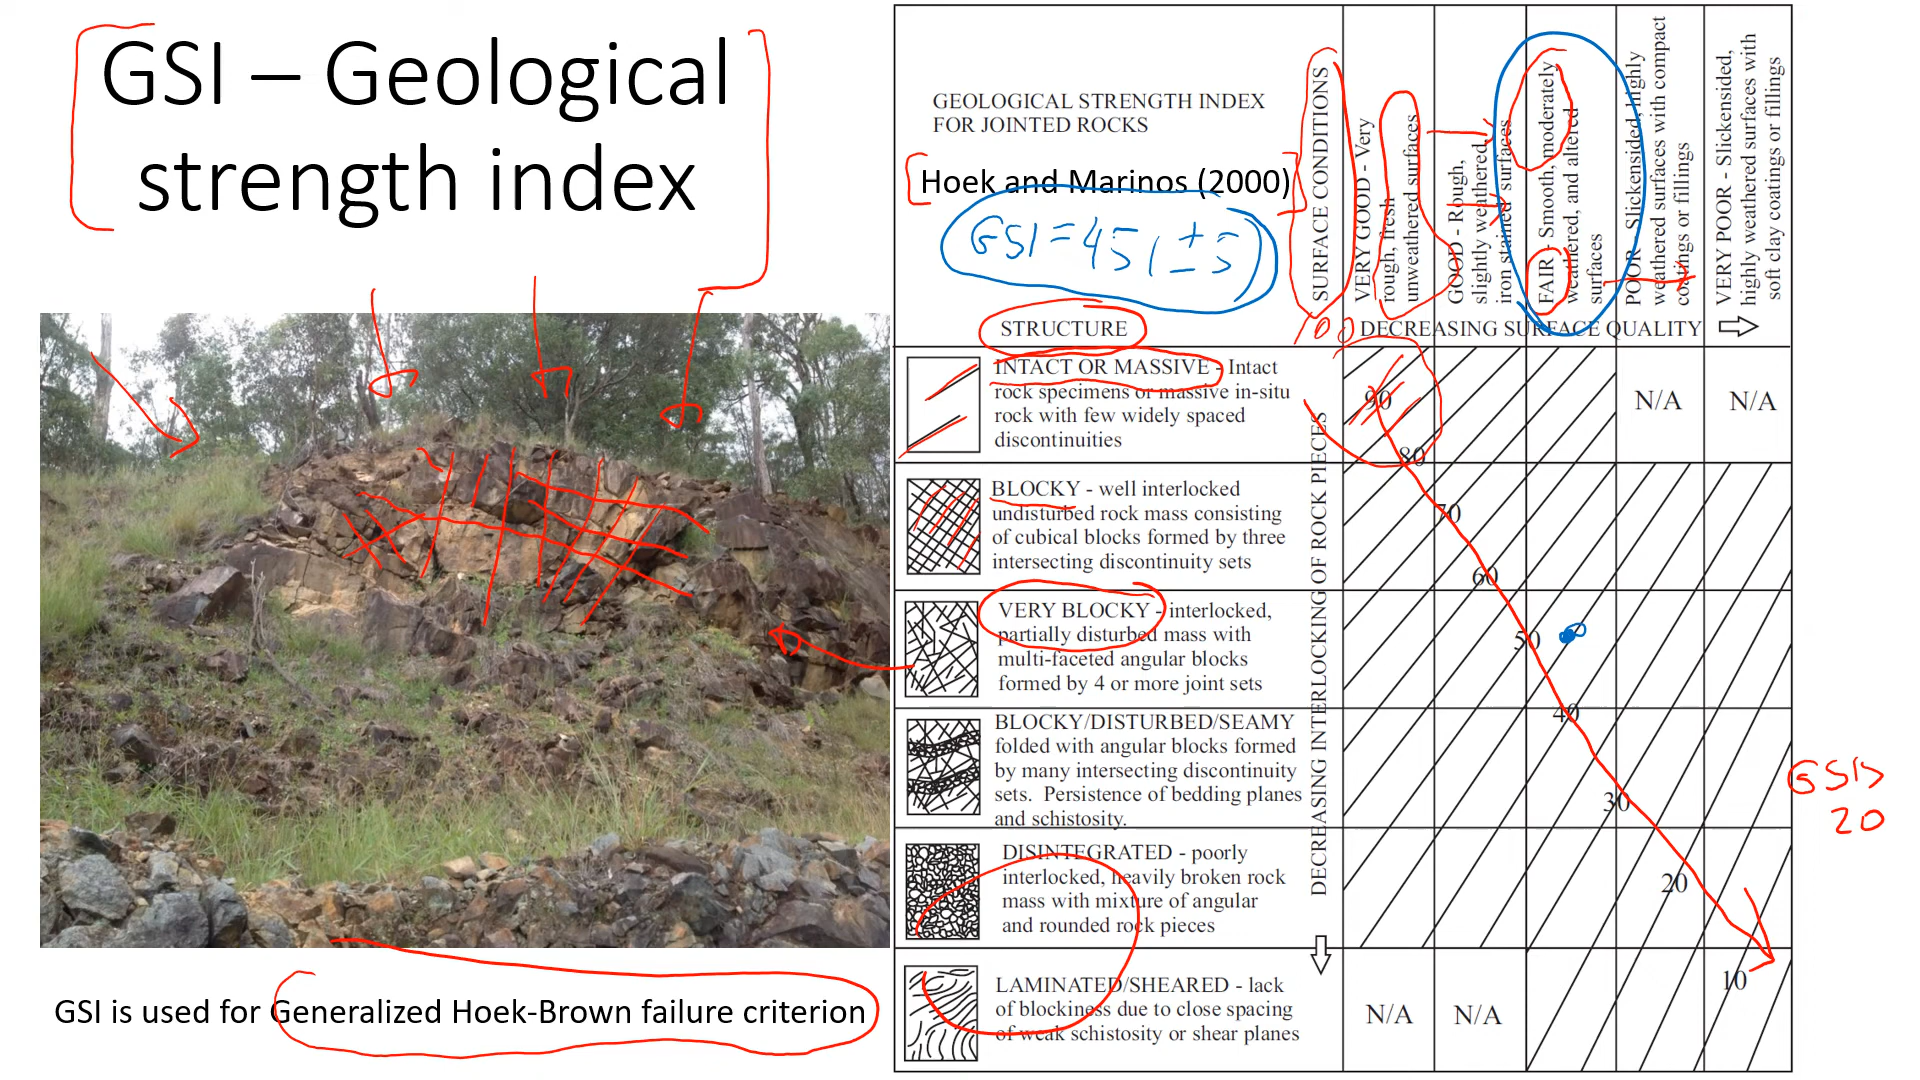 GSI – Geological
strength index
GSI is used for Generalized Hoek-Brown failure criterion
GEOLOGICAL STRENGTH INDEX
FOR JOINTED ROCKS
Hoek and Marinos (2000)
GSI = 45 ± 5
SURFACE CONDITIONS
VERY GOOD - Very
rough, fresh
unweathered surfaces
GOOD - Rough,
slightly weathered,
iron stained surfaces
FAIR - Smooth, moderately
weathered, and altered
surfaces
POOR - Slickensided, highly
weathered surfaces with compact
coatings or fillings
VERY POOR - Slickensided,
highly weathered surfaces with
soft clay coatings or fillings
STRUCTURE
100
DECREASING SURFACE QUALITY
DECREASING INTERLOCKING OF ROCK PIECES
INTACT OR MASSIVE - Intact
rock specimens or massive in-situ
rock with few widely spaced
discontinuities
BLOCKY - well interlocked
undisturbed rock mass consisting
of cubical blocks formed by three
intersecting discontinuity sets
VERY BLOCKY - interlocked,
partially disturbed mass with
multi-faceted angular blocks
formed by 4 or more joint sets
BLOCKY/DISTURBED/SEAMY
folded with angular blocks formed
by many intersecting discontinuity
sets. Persistence of bedding planes
and schistosity.
DISINTEGRATED - poorly
interlocked, heavily broken rock
mass with mixture of angular
and rounded rock pieces
LAMINATED/SHEARED - lack
of blockiness due to close spacing
of weak schistosity or shear planes
90
N/A
N/A
80
70
60
50
40
30
20
10
N/A
N/A
GSI>
20